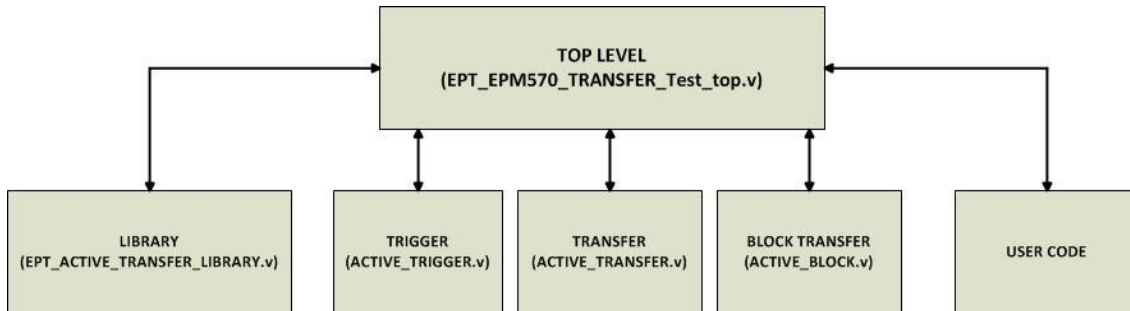 TOP LEVEL
(EPT_EPM570_TRANSFER_Test_top.v)
LIBRARY
(EPT_ACTIVE_TRANSFER_LIBRARY.v)
TRIGGER
(ACTIVE_TRIGGER.v)
TRANSFER
(ACTIVE_TRANSFER.v)
BLOCK TRANSFER
(ACTIVE_BLOCK.v)
USER CODE